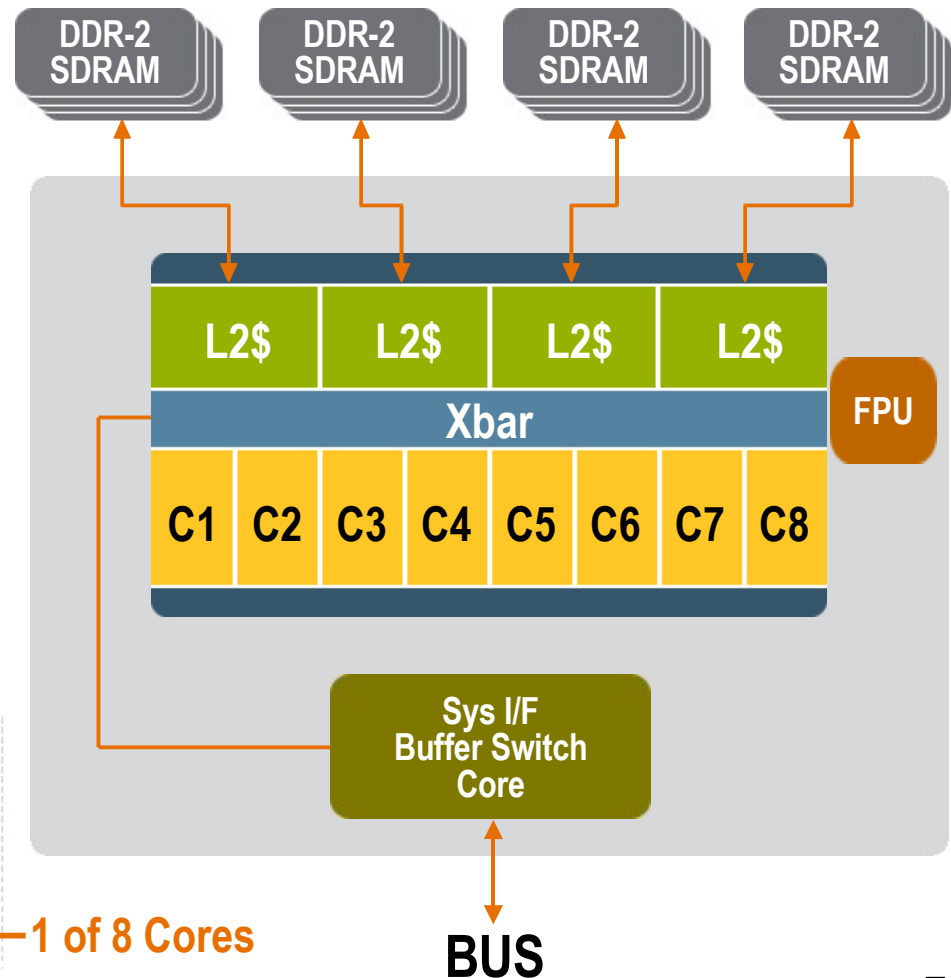 DDR-2
SDRAM
DDR-2
SDRAM
DDR-2
SDRAM
DDR-2
SDRAM
L2$
L2$
L2$
L2$
Xbar
FPU
C1
C2
C3
C4
C5
C6
C7
C8
Sys I/F
Buffer Switch
Core
1 of 8 Cores
BUS